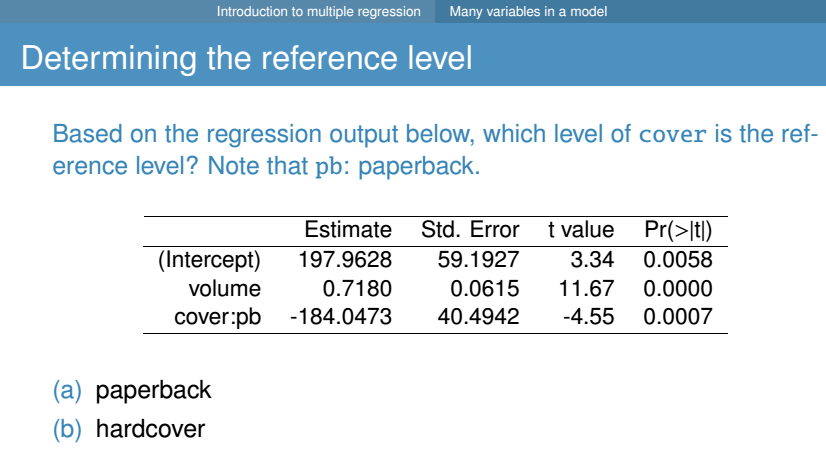 Introduction to multiple regression Many variables in a model
Determining the reference level
Based on the regression output below, which level of cover is the ref-
erence level? Note that pb: paperback.
Estimate Std. Error t value Pr(>|t|)
(Intercept) 197.9628 59.1927 3.34 0.0058
volume 0.7180 0.0615 11.67 0.0000
cover:pb -184.0473 40.4942 -4.55 0.0007
(a) paperback
(b) hardcover